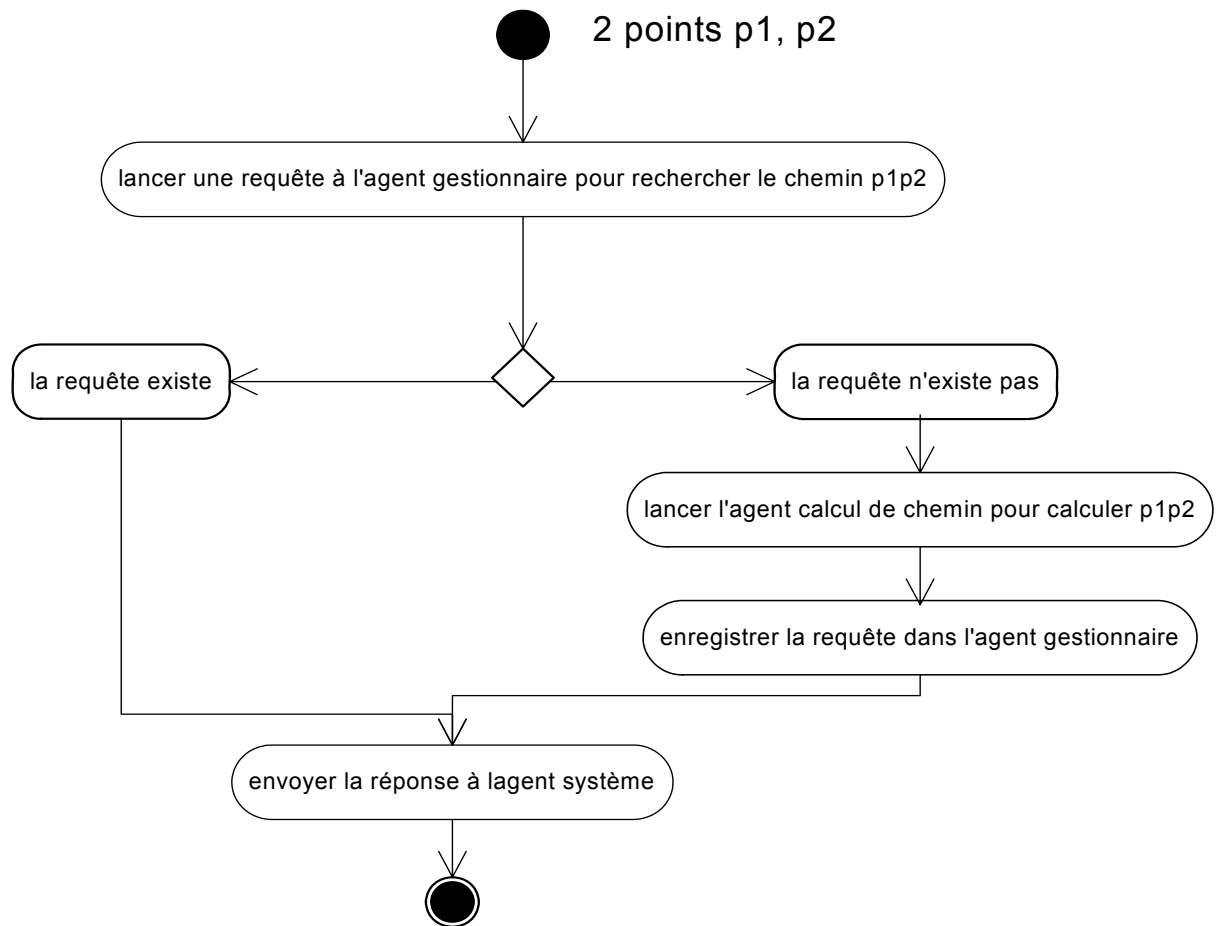 2 points p1, p2
lancer une requête à l'agent gestionnaire pour rechercher le chemin p1p2
la requête existe
la requête n'existe pas
lancer l'agent calcul de chemin pour calculer p1p2
enregistrer la requête dans l'agent gestionnaire
envoyer la réponse à lagent système